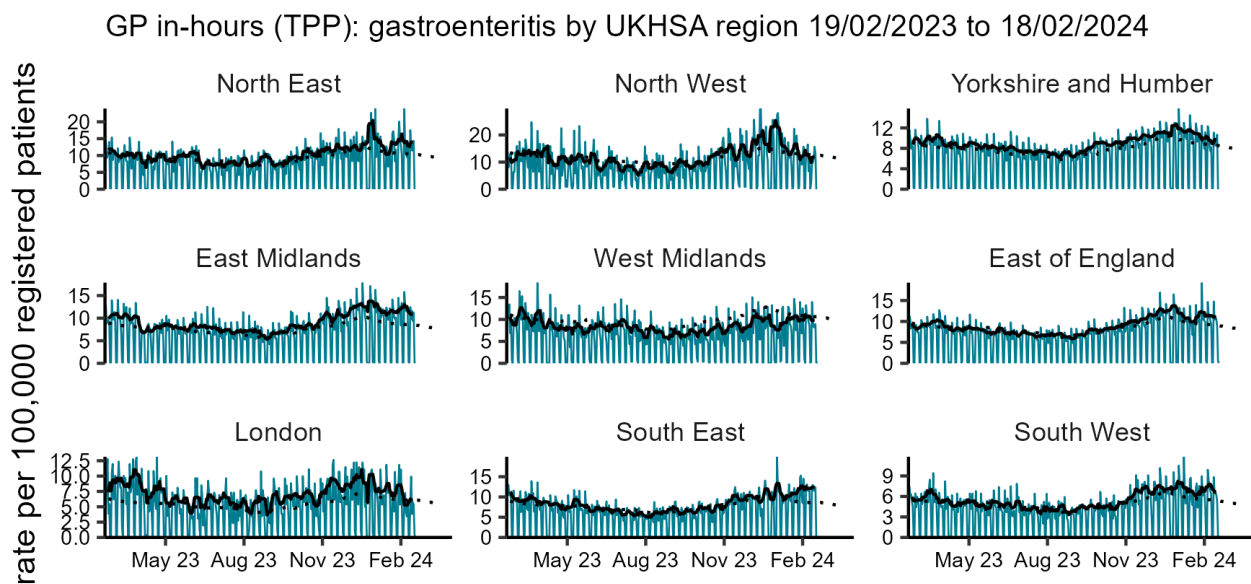 GP in-hours (TPP): gastroenteritis by UKHSA region 19/02/2023 to 18/02/2024
rate per 100,000 registered patients
North East
20
15
10
5
0
North West
20
10
0
Yorkshire and Humber
12
8
4
0
East Midlands
15
10
5
0
West Midlands
15
10
5
0
East of England
15
10
5
0
London
12.5
10.0
7.5
5.0
2.5
0.0
May 23 Aug 23 Nov 23 Feb 24
South East
15
10
5
0
May 23 Aug 23 Nov 23 Feb 24
South West
9
6
3
0
May 23 Aug 23 Nov 23 Feb 24